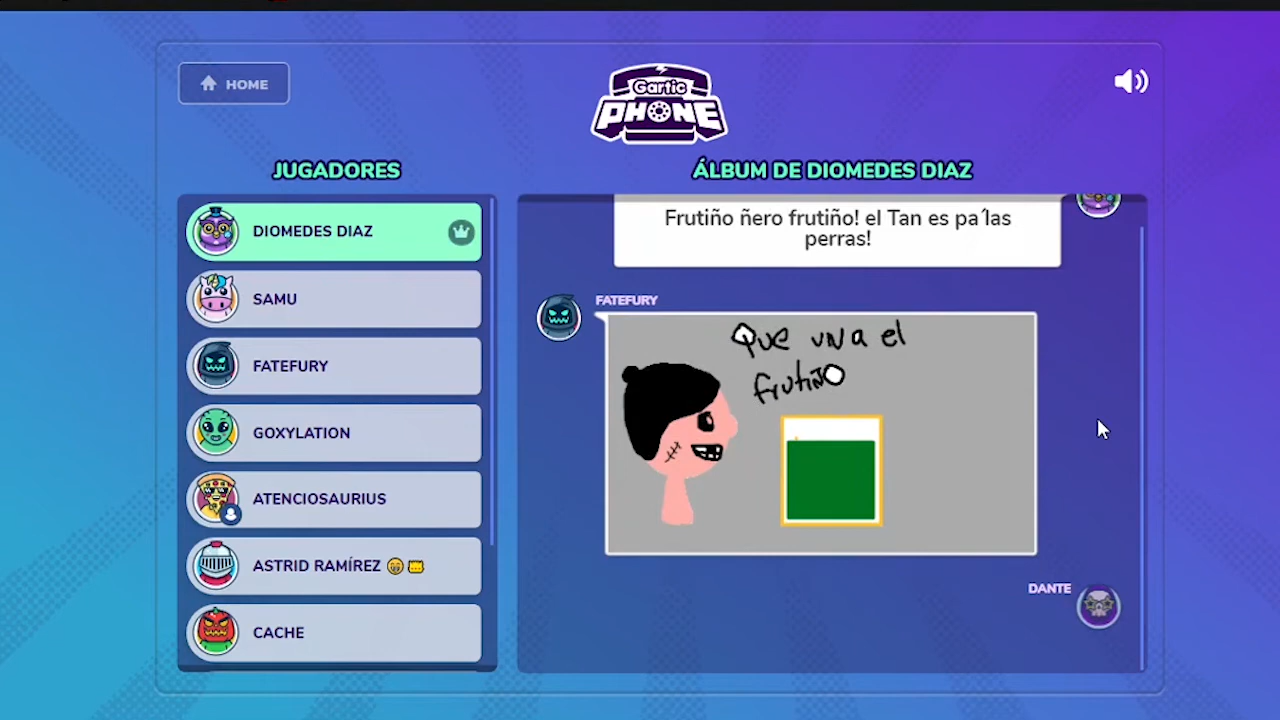 HOME
Gartic
PHONE
JUGADORES
ÁLBUM DE DIOMEDES DIAZ
DIOMEDES DIAZ
SAMU
FATEFURY
GOXYLATION
ATENCIOSAURIUS
ASTRID RAMÍREZ
CACHE
Frutiño ñero frutiño! el Tan es pa´las
perras!
FATEFURY
Que viva el
frutiño
DANTE